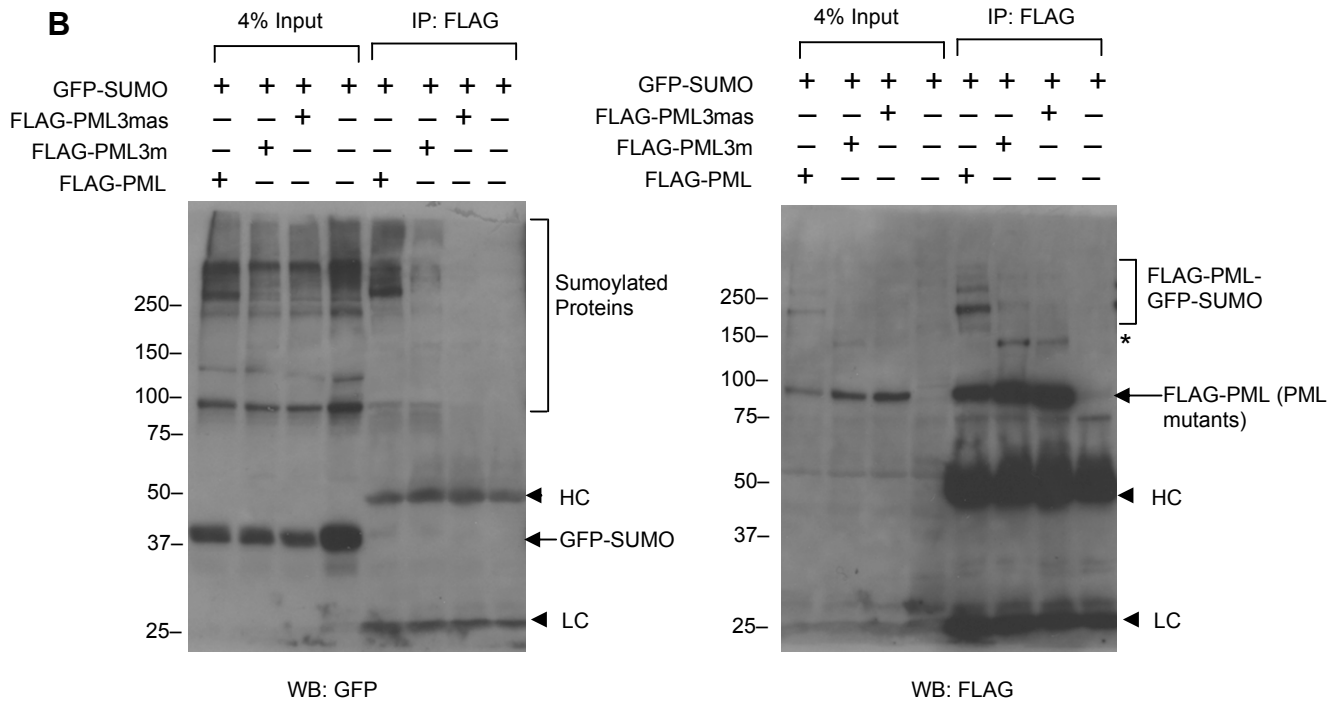 B
4% Input IP: FLAG
GFP-SUMO + + + + + + + +
FLAG-PML3mas – – + – – – + –
FLAG-PML3m – + – – – + – –
FLAG-PML + – – – + – – –
250–
150–
100–
75–
50–
37–
25–
Sumoylated
Proteins
HC
GFP-SUMO
LC
WB: GFP
4% Input IP: FLAG
GFP-SUMO + + + + + + + +
FLAG-PML3mas – – + – – – + –
FLAG-PML3m – + – – – + – –
FLAG-PML + – – – + – – –
250–
150–
100–
75–
50–
37–
25–
FLAG-PML-
GFP-SUMO
*
FLAG-PML (PML
mutants)
HC
LC
WB: FLAG